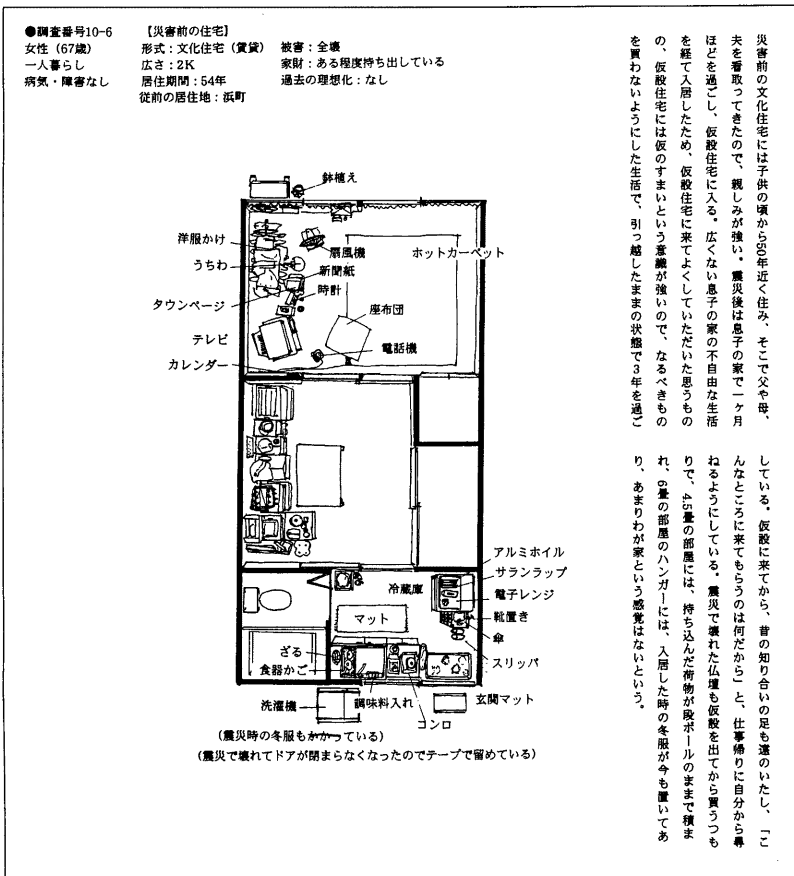 ●調査番号10-6
女性(67歳)
一人暮らし
病気・障害なし
【災害前の住宅】
形式:文化住宅(賃貸)
広さ:2K
居住期間:54年
従前の居住地:浜町
被害:全壊
家財:ある程度持ち出している
過去の理想化:なし
災害前の文化住宅には子供の頃から50年近く住み、そこで父や母、
夫を看取ってきたので、親しみが強い。震災後は息子の家で一ヶ月
ほどを過ごし、仮設住宅に入る。広くない息子の家の不自由な生活
を経て入居したため、仮設住宅に来てよくしていただいた思うもの
の、仮設住宅には仮のすまいという意識が強いので、なるべきもの
を買わないようにした生活で、引っ越したままの状態で3年を過ご
している。仮設に来てから、昔の知り合いの足も遠のいたし、「こ
んなところに来てもらうのは何だから」と、仕事帰りに自分から尋
ねるようにしている。震災で壊れた仏壇も仮設を出てから買うつも
りで、4.5畳の部屋には、持ち込んだ荷物が段ボールのままで積ま
れ、6畳の部屋のハンガーには、入居した時の冬服が今も置いてあ
り、あまりわが家という感覚はないという。
鉢植え
洋服かけ
扇風機
ホットカーペット
うちわ
新聞紙
時計
タウンページ
座布団
テレビ
電話機
カレンダー
アルミホイル
サランラップ
冷蔵庫
電子レンジ
マット
靴置き
傘
ざる
スリッパ
食器かご
洗濯機
調味料入れ
玄関マット
コンロ
(震災時の冬服もかかっている)
(震災で壊れてドアが閉まらなくなったのでテープで留めている)